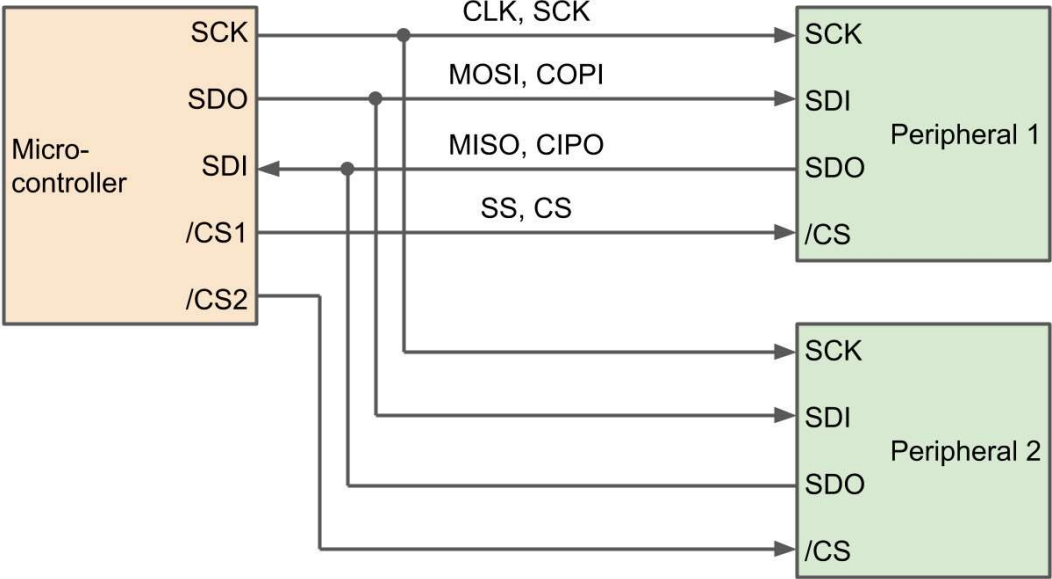 CLK, SCK
SCK
SCK
MOSI, COPI
SDO
SDI
Peripheral 1
Micro-
controller
MISO, CIPO
SDI
SDO
SS, CS
/CS1
/CS
/CS2
SCK
SDI
Peripheral 2
SDO
/CS